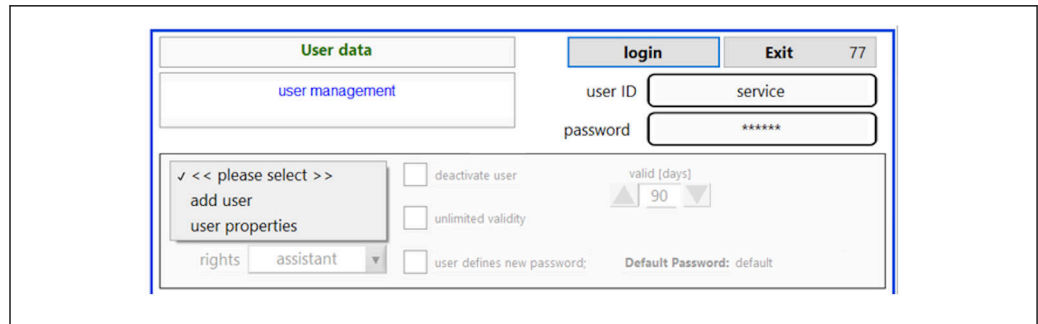 User data
login
Exit 77
user management
user ID service
password ******
✓ << please select >>
add user
user properties
deactivate user
valid [days]
90
unlimited validity
rights assistant
user defines new password; Default Password: default